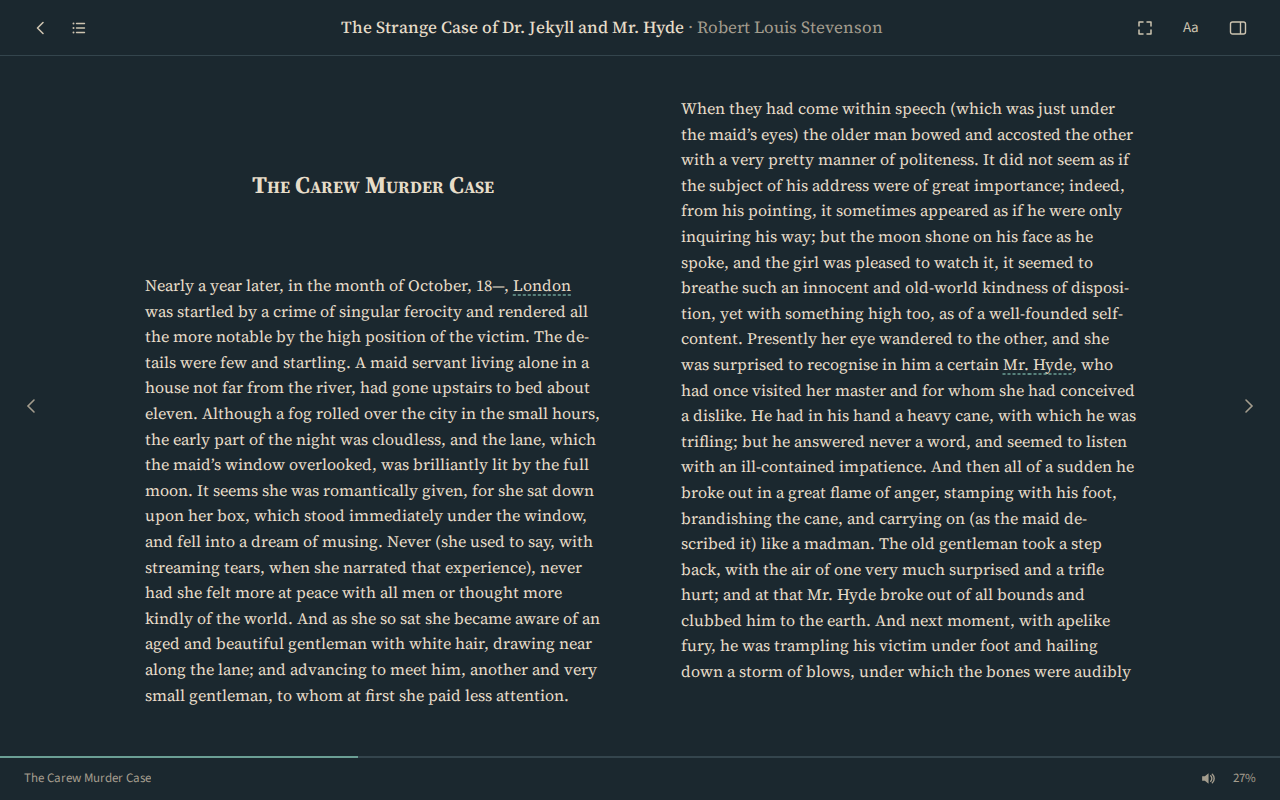 The Strange Case of Dr. Jekyll and Mr. Hyde · Robert Louis Stevenson
Aa
The Carew Murder Case
Nearly a year later, in the month of October, 18—, London
was startled by a crime of singular ferocity and rendered all
the more notable by the high position of the victim. The de-
tails were few and startling. A maid servant living alone in a
house not far from the river, had gone upstairs to bed about
eleven. Although a fog rolled over the city in the small hours,
the early part of the night was cloudless, and the lane, which
the maid’s window overlooked, was brilliantly lit by the full
moon. It seems she was romantically given, for she sat down
upon her box, which stood immediately under the window,
and fell into a dream of musing. Never (she used to say, with
streaming tears, when she narrated that experience), never
had she felt more at peace with all men or thought more
kindly of the world. And as she so sat she became aware of an
aged and beautiful gentleman with white hair, drawing near
along the lane; and advancing to meet him, another and very
small gentleman, to whom at first she paid less attention.
When they had come within speech (which was just under
the maid’s eyes) the older man bowed and accosted the other
with a very pretty manner of politeness. It did not seem as if
the subject of his address were of great importance; indeed,
from his pointing, it sometimes appeared as if he were only
inquiring his way; but the moon shone on his face as he
spoke, and the girl was pleased to watch it, it seemed to
breathe such an innocent and old-world kindness of disposi-
tion, yet with something high too, as of a well-founded self-
content. Presently her eye wandered to the other, and she
was surprised to recognise in him a certain Mr. Hyde, who
had once visited her master and for whom she had conceived
a dislike. He had in his hand a heavy cane, with which he was
trifling; but he answered never a word, and seemed to listen
with an ill-contained impatience. And then all of a sudden he
broke out in a great flame of anger, stamping with his foot,
brandishing the cane, and carrying on (as the maid de-
scribed it) like a madman. The old gentleman took a step
back, with the air of one very much surprised and a trifle
hurt; and at that Mr. Hyde broke out of all bounds and
clubbed him to the earth. And next moment, with apelike
fury, he was trampling his victim under foot and hailing
down a storm of blows, under which the bones were audibly
The Carew Murder Case
27%